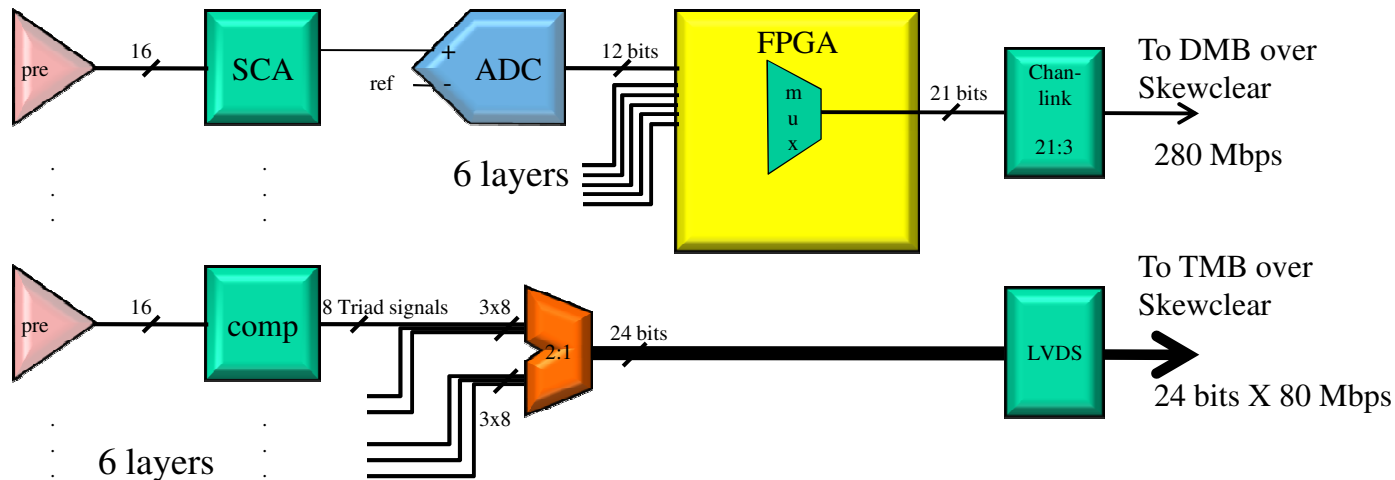 pre
16
SCA
+
ref
-
ADC
12 bits
FPGA
m
u
x
21 bits
Chan-
link
21:3
To DMB over
Skewclear
280 Mbps
6 layers
pre
16
comp
8 Triad signals
3x8
2:1
3x8
24 bits
LVDS
To TMB over
Skewclear
24 bits X 80 Mbps
6 layers